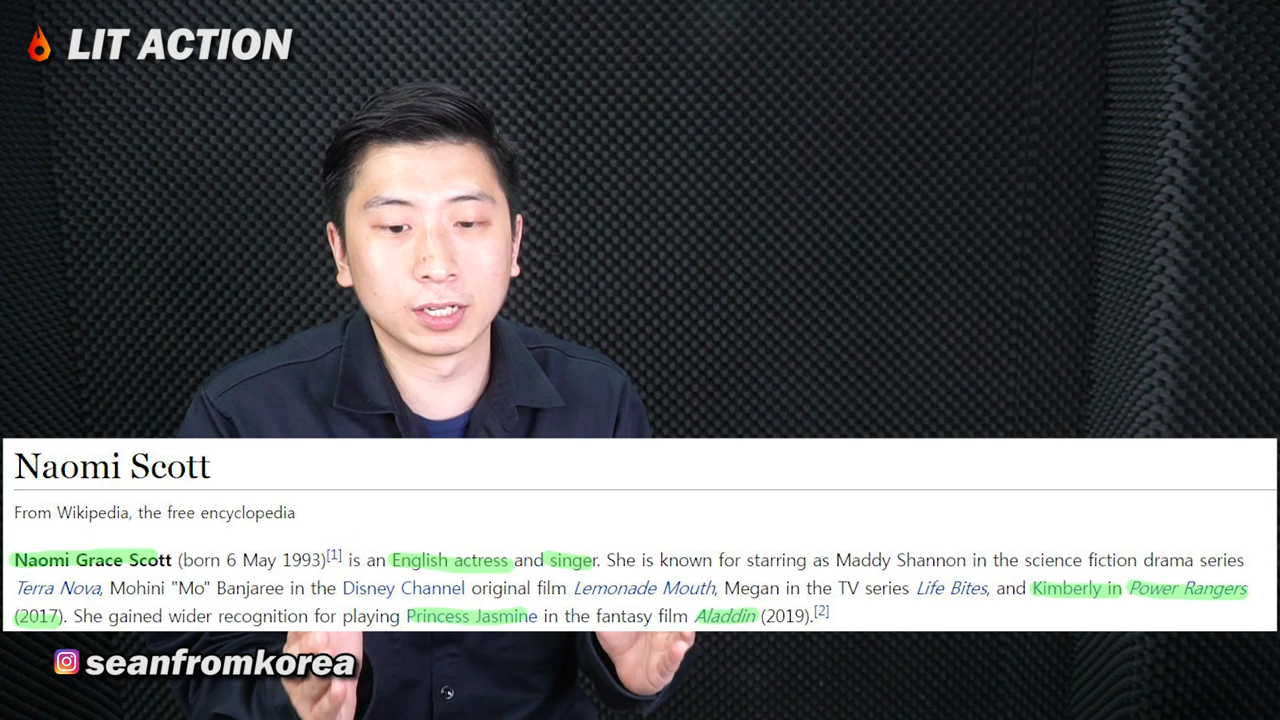 LIT ACTION
Naomi Scott
From Wikipedia, the free encyclopedia
Naomi Grace Scott (born 6 May 1993)[1] is an English actress and singer. She is known for starring as Maddy Shannon in the science fiction drama series
Terra Nova, Mohini "Mo" Banjaree in the Disney Channel original film Lemonade Mouth, Megan in the TV series Life Bites, and Kimberly in Power Rangers
(2017). She gained wider recognition for playing Princess Jasmine in the fantasy film Aladdin (2019).[2]
seanfromkorea